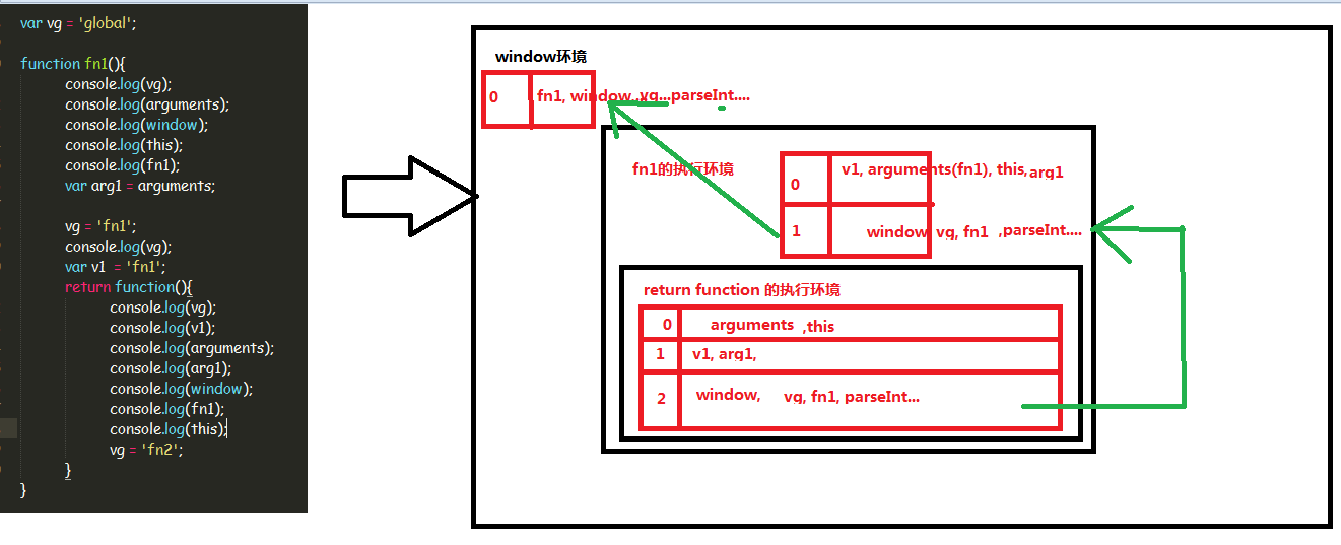 var vg = 'global';
function fn1(){
console.log(vg);
console.log(arguments);
console.log(window);
console.log(this);
console.log(fn1);
var arg1 = arguments;
vg = 'fn1';
console.log(vg);
var v1 = 'fn1';
return function(){
console.log(vg);
console.log(v1);
console.log(arguments);
console.log(arg1);
console.log(window);
console.log(fn1);
console.log(this);
vg = 'fn2';
}
}
window环境
0 fn1, window ,vg...parseInt....
fn1的执行环境
0 v1, arguments(fn1), this,arg1
1 window, vg, fn1 ,parseInt....
return function 的执行环境
0 arguments ,this
1 v1, arg1,
2 window, vg, fn1, parseInt...